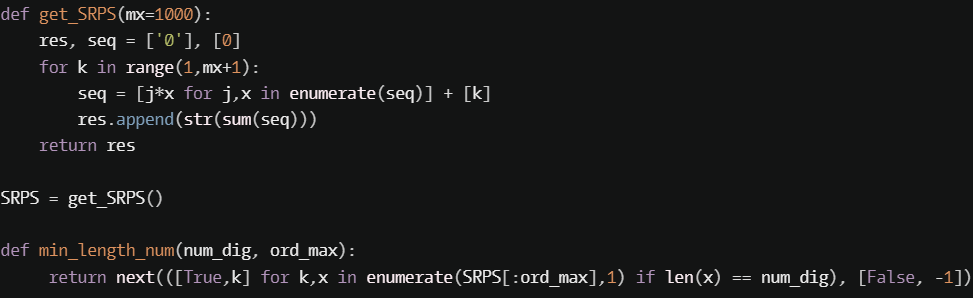 def get_SRPS(mx=1000):
    res, seq = ['0'], [0]
    for k in range(1,mx+1):
        seq = [j*x for j,x in enumerate(seq)] + [k]
        res.append(str(sum(seq)))
    return res

SRPS = get_SRPS()

def min_length_num(num_dig, ord_max):
     return next(([True,k] for k,x in enumerate(SRPS[:ord_max],1) if len(x) == num_dig), [False, -1])